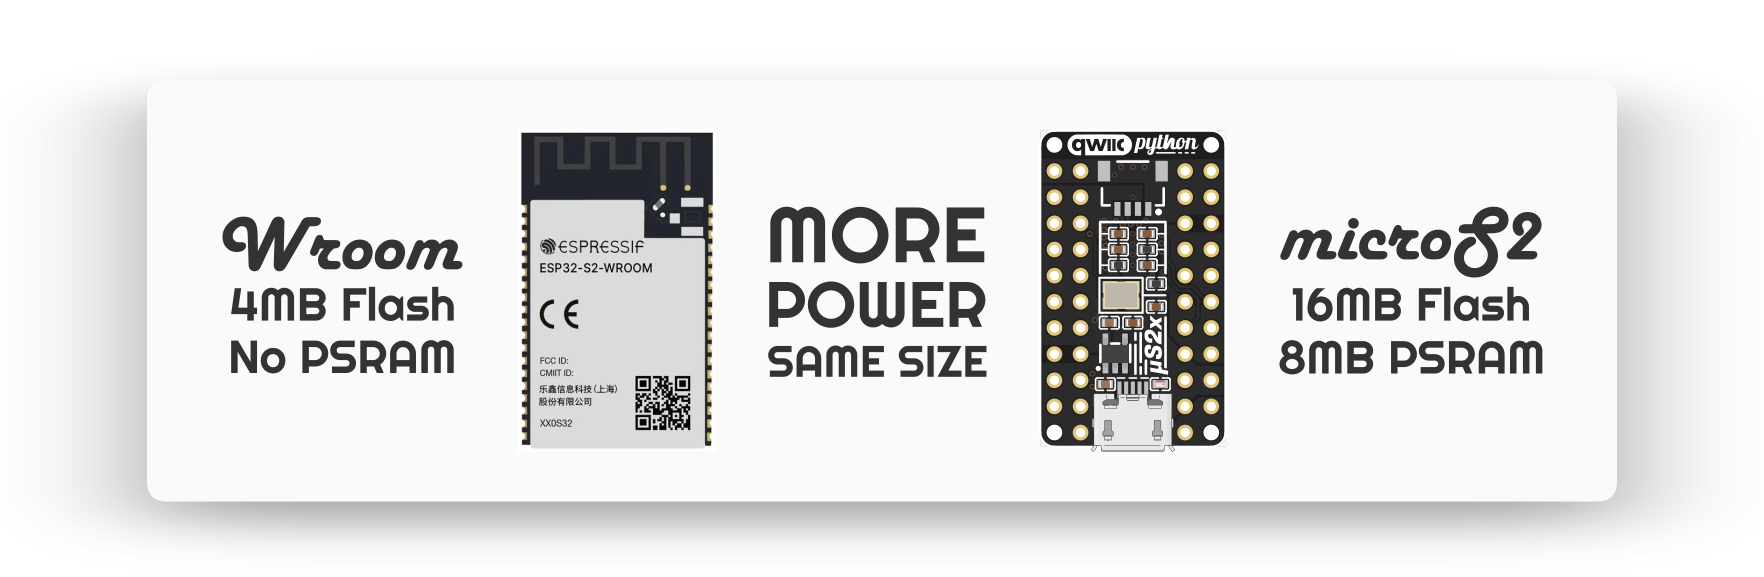 Wroom
4MB Flash
No PSRAM
ESPRESSIF
ESP32-S2-WROOM
CE
FCC ID:
CMIIT ID:
乐鑫信息科技(上海)
股份有限公司
XX0S32
MORE
POWER
SAME SIZE
qwiic python
µS2x
microS2
16MB Flash
8MB PSRAM